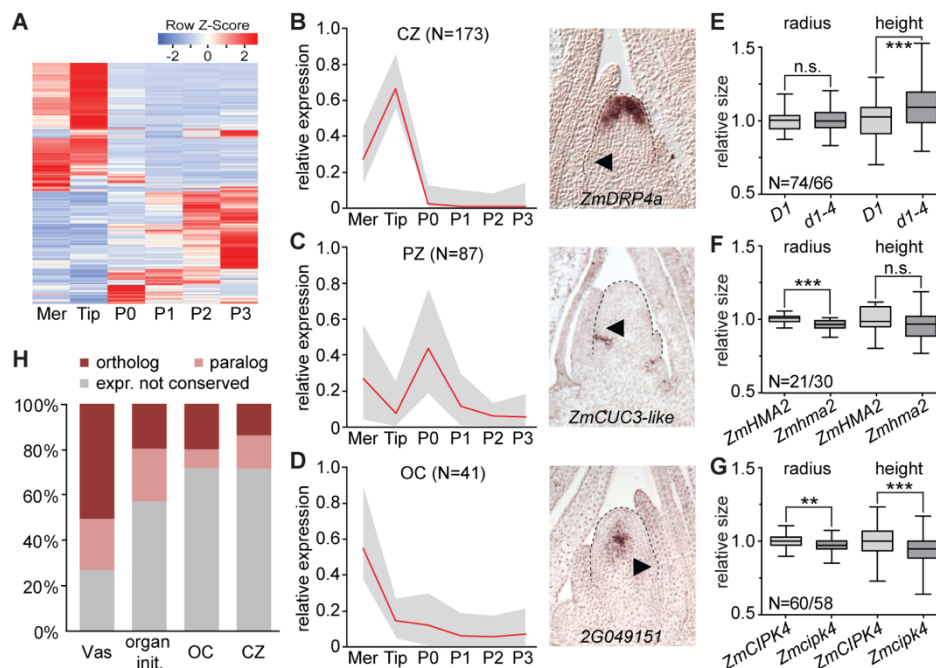 A
Row Z-Score
-2 0 2
Mer Tip P0 P1 P2 P3
B
CZ (N=173)
relative expression
1.0
0.8
0.6
0.4
0.2
0
Mer Tip P0 P1 P2 P3
ZmDRP4a
C
PZ (N=87)
relative expression
1.0
0.8
0.6
0.4
0.2
0
Mer Tip P0 P1 P2 P3
ZmCUC3-like
D
OC (N=41)
relative expression
1.0
0.8
0.6
0.4
0.2
0
Mer Tip P0 P1 P2 P3
2G049151
E
radius height
relative size
1.5
1.0
0.5
n.s. ***
N=74/66
D1 d1-4 D1 d1-4
F
radius height
relative size
1.5
1.0
0.5
*** n.s.
N=21/30
ZmHMA2 Zmhma2 ZmHMA2 Zmhma2
G
radius height
relative size
1.5
1.0
0.5
** ***
N=60/58
ZmCIPK4 Zmcipk4 ZmCIPK4 Zmcipk4
H
ortholog paralog
expr. not conserved
100%
80%
60%
40%
20%
0%
Vas organ OC CZ
init.